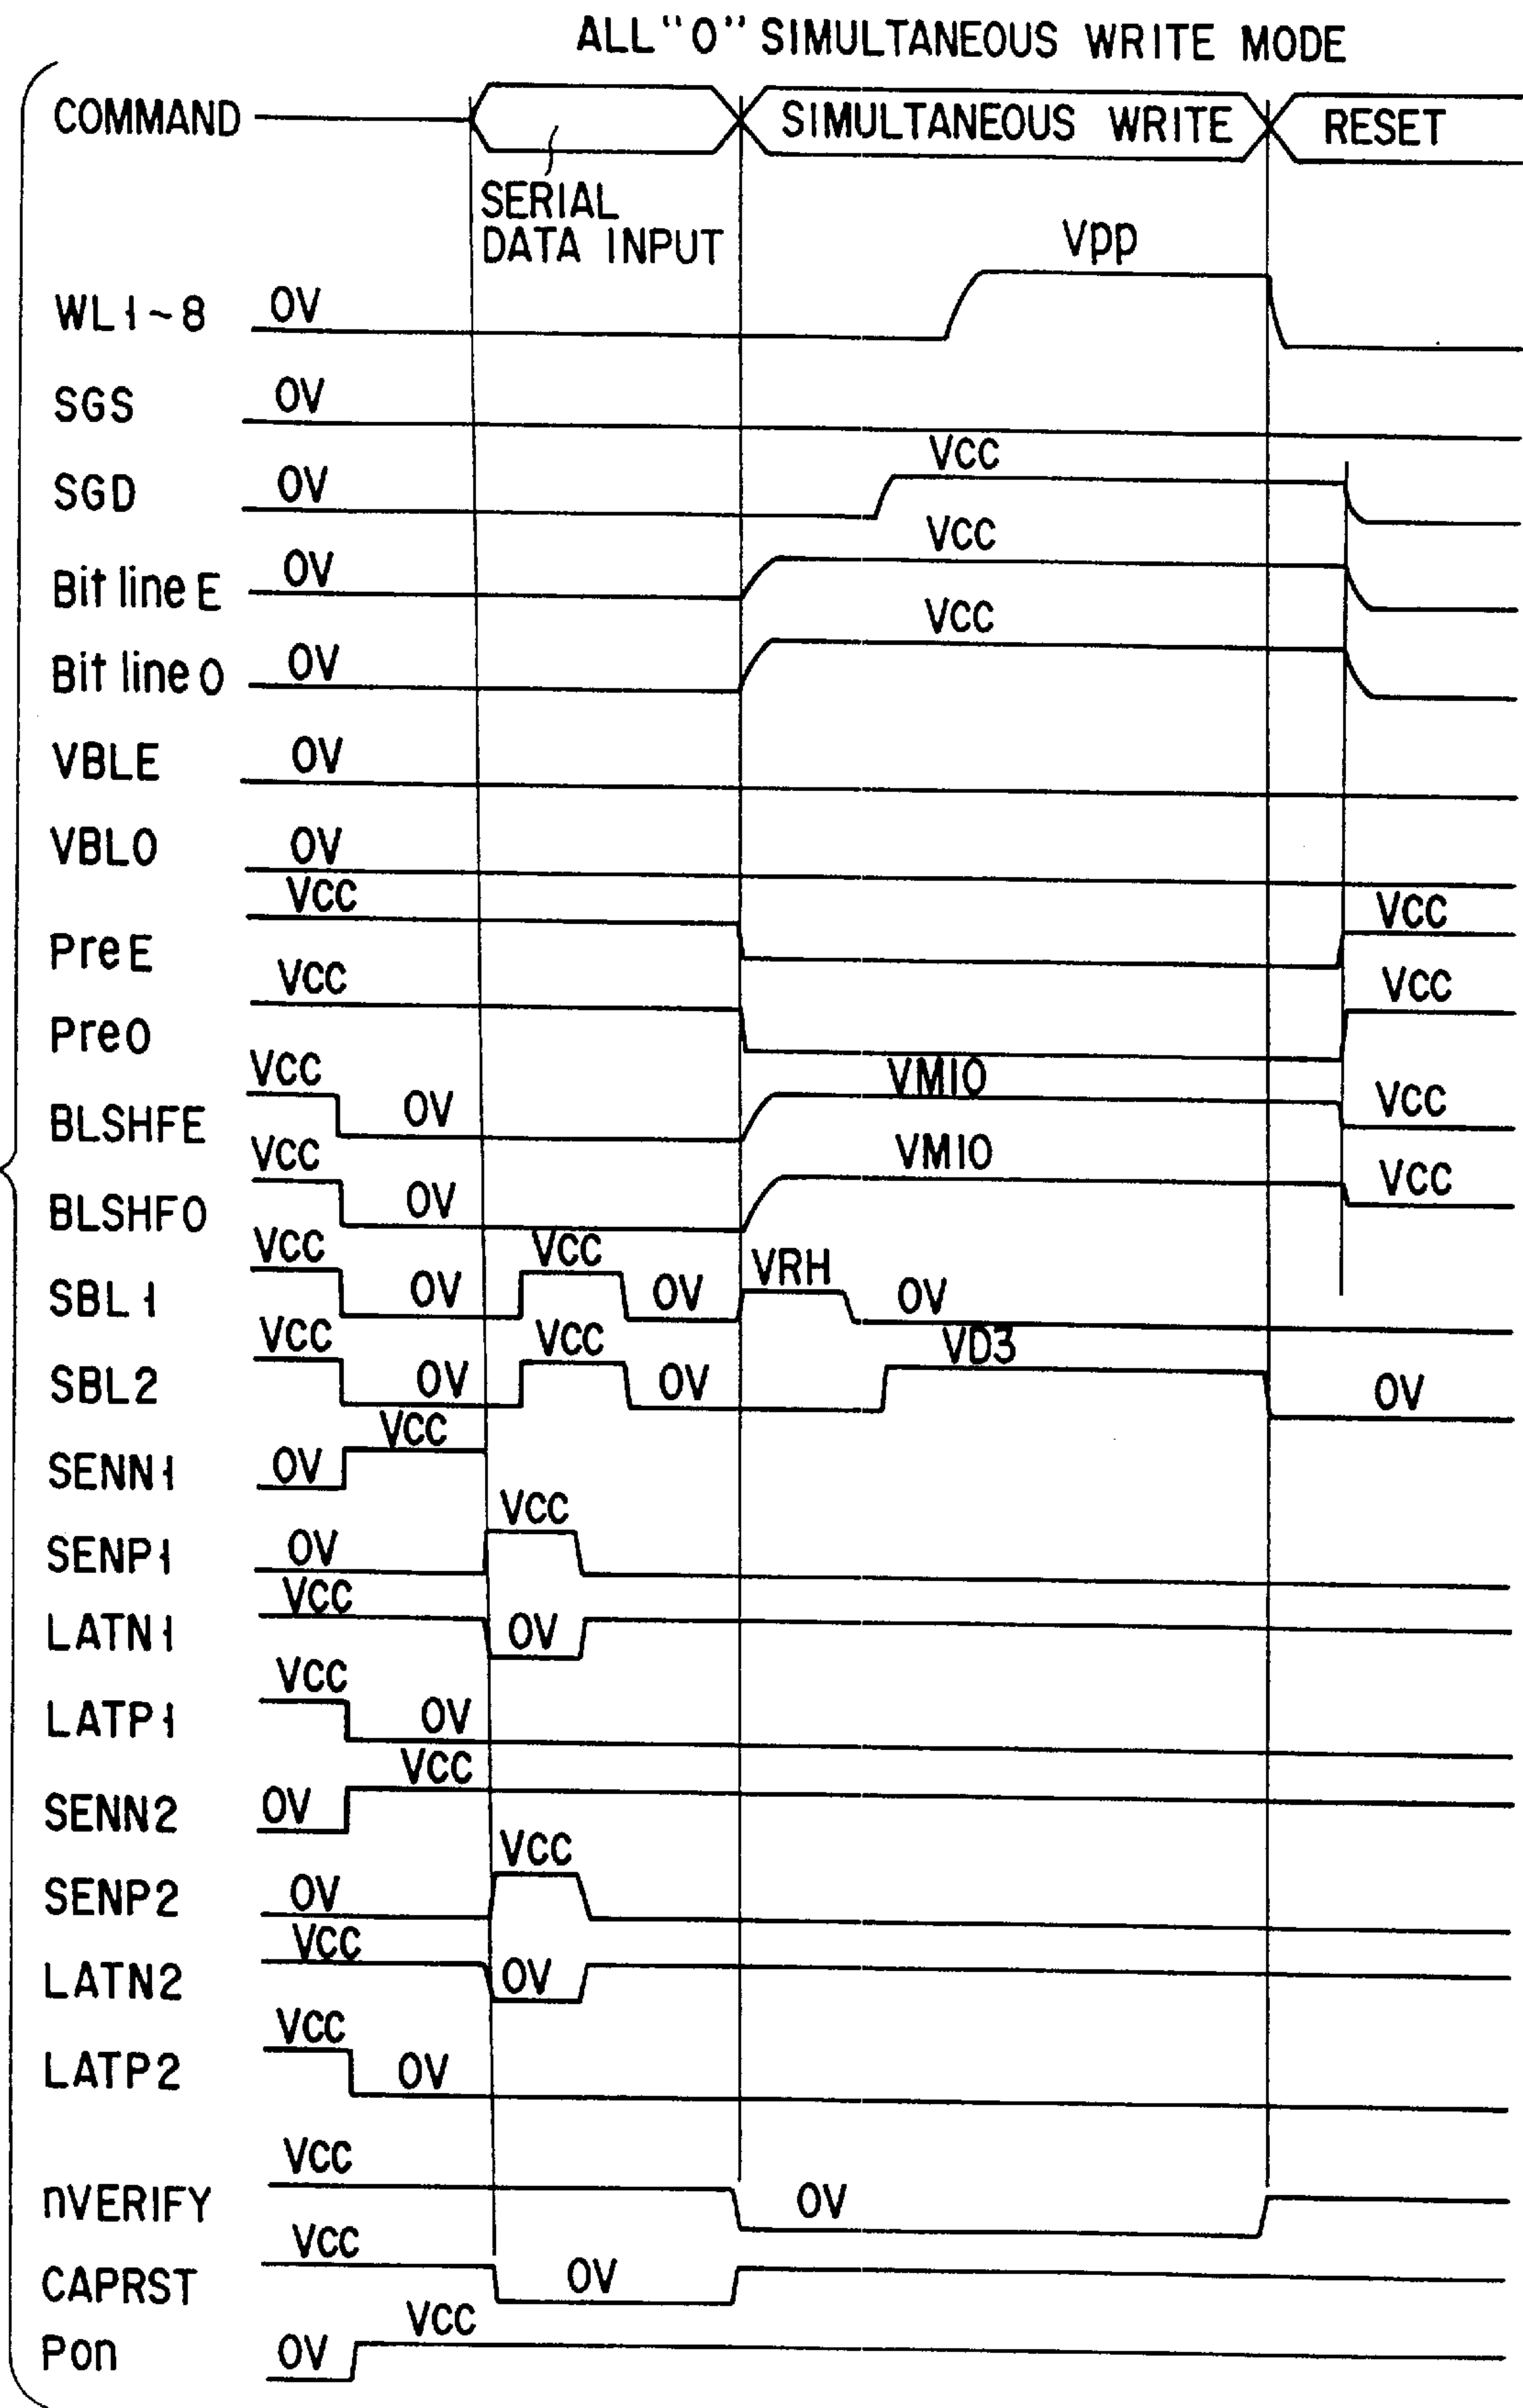 ALL "0" SIMULTANEOUS WRITE MODE
COMMAND SIMULTANEOUS WRITE RESET
SERIAL
DATA INPUT
Vpp
WL1~8 0V
SGS 0V
SGD 0V VCC
Bit line E 0V VCC
Bit line O 0V VCC
VBLE 0V
VBLO 0V
PreE VCC VCC
PreO VCC VCC
BLSHFE VCC 0V VM10 VCC
BLSHFO VCC 0V VM10 VCC
SBL1 VCC 0V VCC 0V VRH 0V
SBL2 VCC 0V VCC 0V VD3 0V
SENN1 0V VCC
SENP1 0V VCC
LATN1 VCC 0V
LATP1 VCC 0V
SENN2 0V VCC
SENP2 0V VCC
LATN2 VCC 0V
LATP2 VCC 0V
nVERIFY VCC 0V
CAPRST VCC 0V
Pon 0V VCC